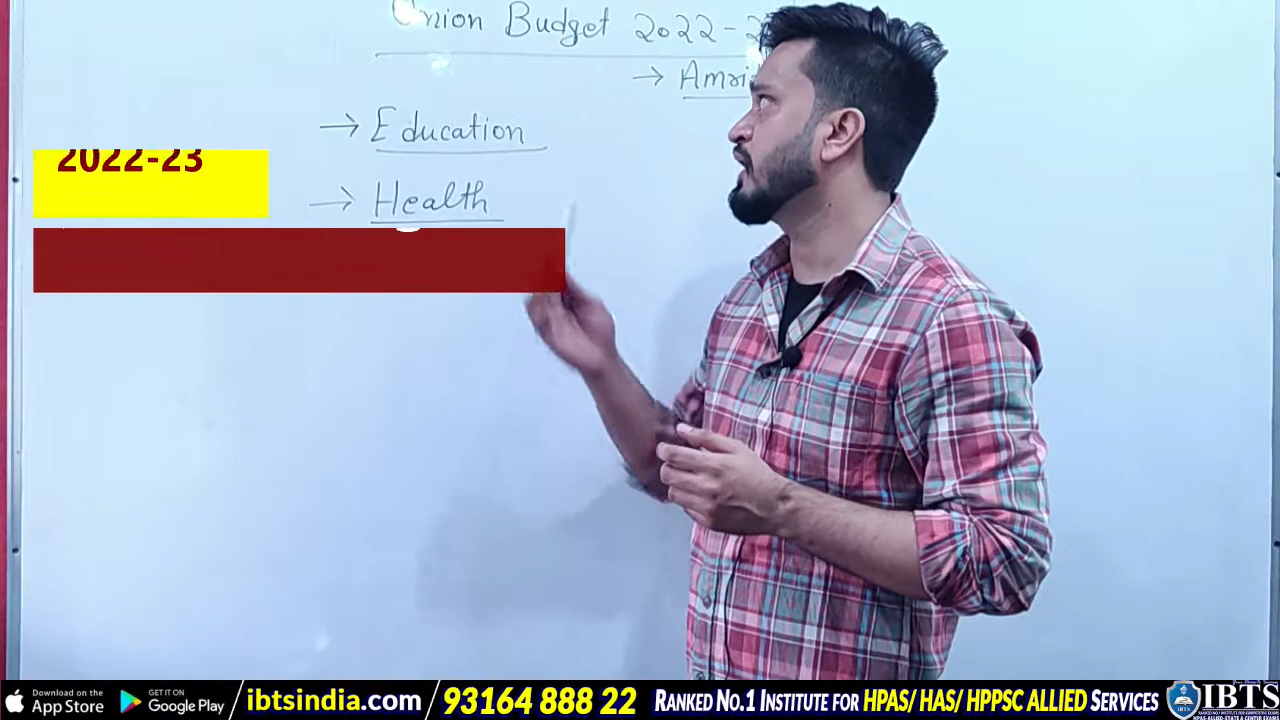 Union Budget 2022-2
→ Amri
→ Education
2022-23
→ Health
Download on the
App Store
GET IT ON
Google Play
ibtsindia.com
93164 888 22
RANKED NO.1 INSTITUTE FOR HPAS/ HAS/ HPPSC ALLIED SERVICES
IBTS
IBTS